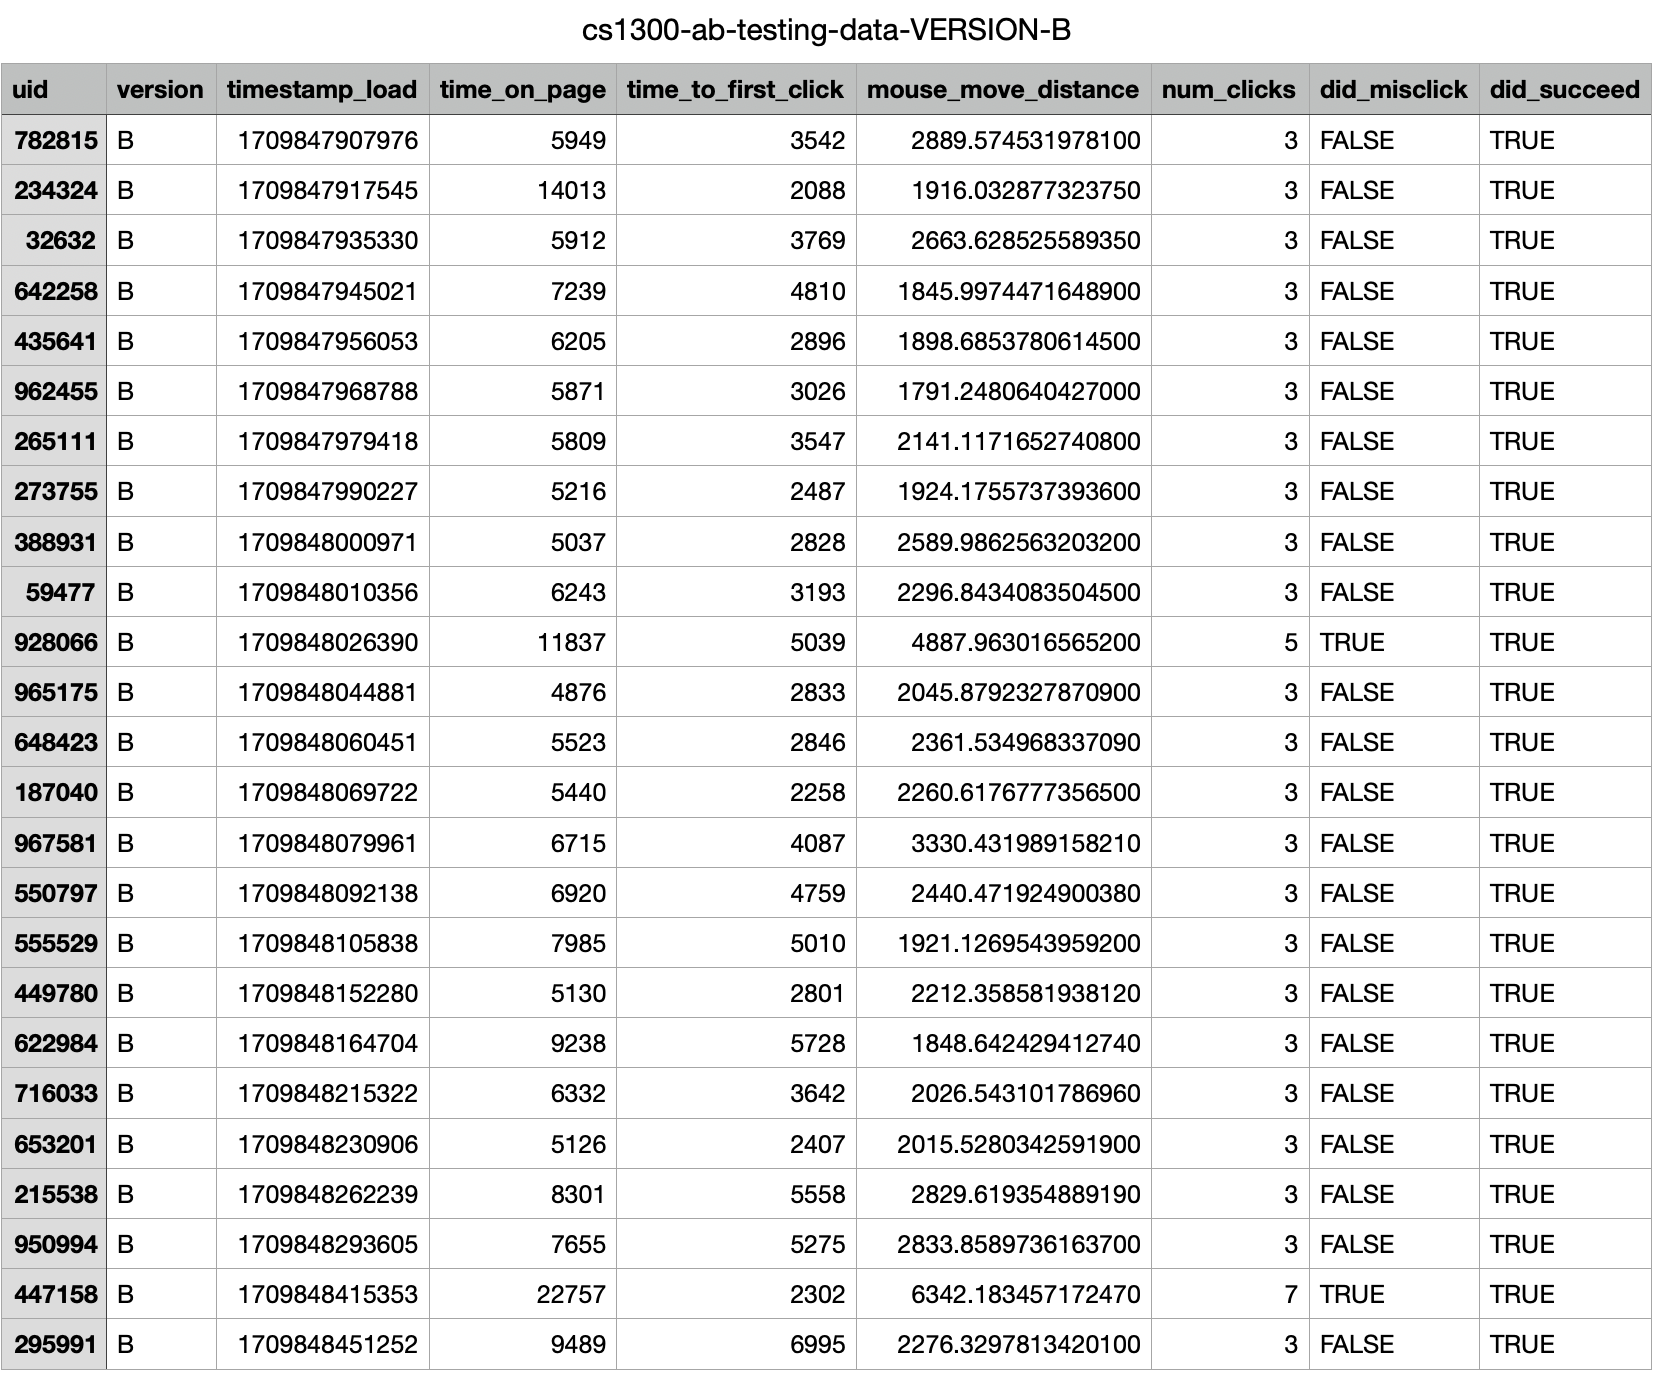 cs1300-ab-testing-data-VERSION-B
uid version timestamp_load time_on_page time_to_first_click mouse_move_distance num_clicks did_misclick did_succeed
782815 B 1709847907976 5949 3542 2889.574531978100 3 FALSE TRUE
234324 B 1709847917545 14013 2088 1916.032877323750 3 FALSE TRUE
32632 B 1709847935330 5912 3769 2663.628525589350 3 FALSE TRUE
642258 B 1709847945021 7239 4810 1845.9974471648900 3 FALSE TRUE
435641 B 1709847956053 6205 2896 1898.6853780614500 3 FALSE TRUE
962455 B 1709847968788 5871 3026 1791.2480640427000 3 FALSE TRUE
265111 B 1709847979418 5809 3547 2141.1171652740800 3 FALSE TRUE
273755 B 1709847990227 5216 2487 1924.1755737393600 3 FALSE TRUE
388931 B 1709848000971 5037 2828 2589.9862563203200 3 FALSE TRUE
59477 B 1709848010356 6243 3193 2296.8434083504500 3 FALSE TRUE
928066 B 1709848026390 11837 5039 4887.963016565200 5 TRUE TRUE
965175 B 1709848044881 4876 2833 2045.8792327870900 3 FALSE TRUE
648423 B 1709848060451 5523 2846 2361.534968337090 3 FALSE TRUE
187040 B 1709848069722 5440 2258 2260.6176777356500 3 FALSE TRUE
967581 B 1709848079961 6715 4087 3330.431989158210 3 FALSE TRUE
550797 B 1709848092138 6920 4759 2440.471924900380 3 FALSE TRUE
555529 B 1709848105838 7985 5010 1921.1269543959200 3 FALSE TRUE
449780 B 1709848152280 5130 2801 2212.358581938120 3 FALSE TRUE
622984 B 1709848164704 9238 5728 1848.642429412740 3 FALSE TRUE
716033 B 1709848215322 6332 3642 2026.543101786960 3 FALSE TRUE
653201 B 1709848230906 5126 2407 2015.5280342591900 3 FALSE TRUE
215538 B 1709848262239 8301 5558 2829.619354889190 3 FALSE TRUE
950994 B 1709848293605 7655 5275 2833.8589736163700 3 FALSE TRUE
447158 B 1709848415353 22757 2302 6342.183457172470 7 TRUE TRUE
295991 B 1709848451252 9489 6995 2276.3297813420100 3 FALSE TRUE